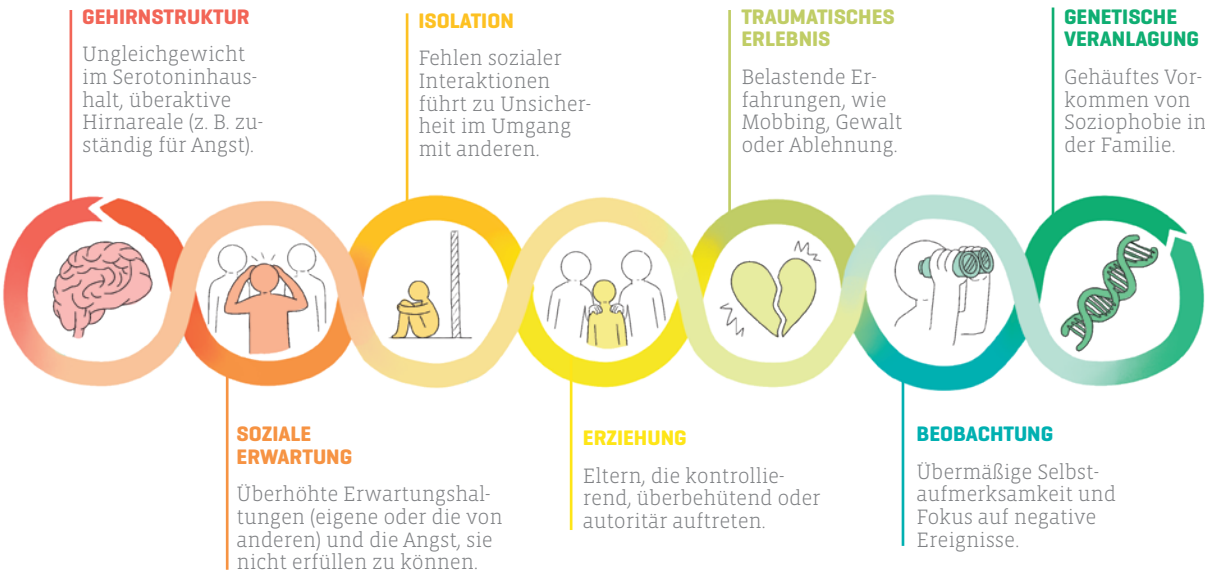 GEHIRNSTRUKTUR
Ungleichgewicht
im Serotoninhaus-
halt, überaktive
Hirnareale (z. B. zu-
ständig für Angst).
SOZIALE
ERWARTUNG
Überhöhte Erwartungshal-
tungen (eigene oder die von
anderen) und die Angst, sie
nicht erfüllen zu können.
ISOLATION
Fehlen sozialer
Interaktionen
führt zu Unsicher-
heit im Umgang
mit anderen.
ERZIEHUNG
Eltern, die kontrollie-
rend, überbehütend oder
autoritär auftreten.
TRAUMATISCHES
ERLEBNIS
Belastende Er-
fahrungen, wie
Mobbing, Gewalt
oder Ablehnung.
BEOBACHTUNG
Übermäßige Selbst-
aufmerksamkeit und
Fokus auf negative
Ereignisse.
GENETISCHE
VERANLAGUNG
Gehäuftes Vor-
kommen von
Soziophobie in
der Familie.